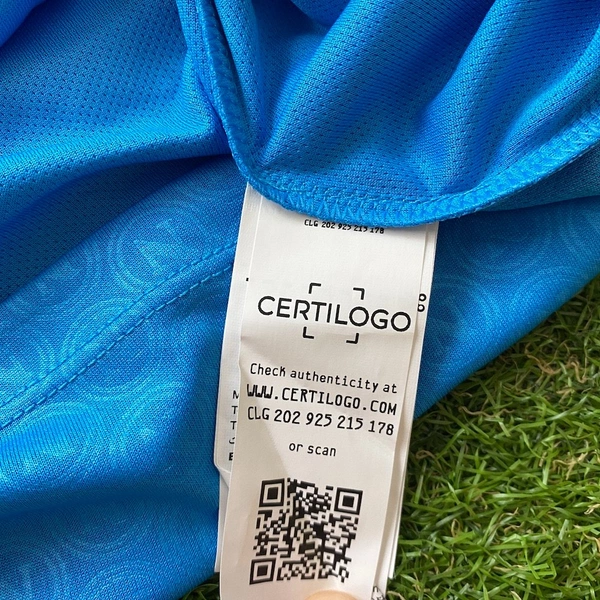 CLG 202 925 215 178
CERTILOGO
Check authenticity at
WWW.CERTILOGO.COM
CLG 202 925 215 178
or scan